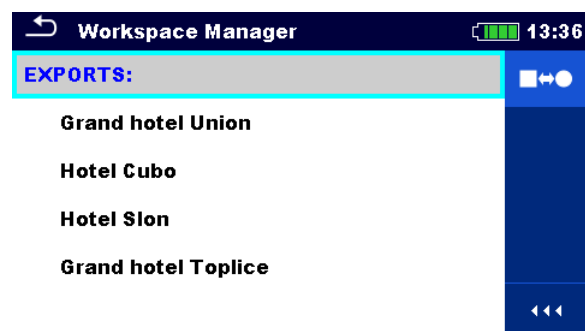 Workspace Manager 13:36
EXPORTS:
Grand hotel Union
Hotel Cubo
Hotel Slon
Grand hotel Toplice